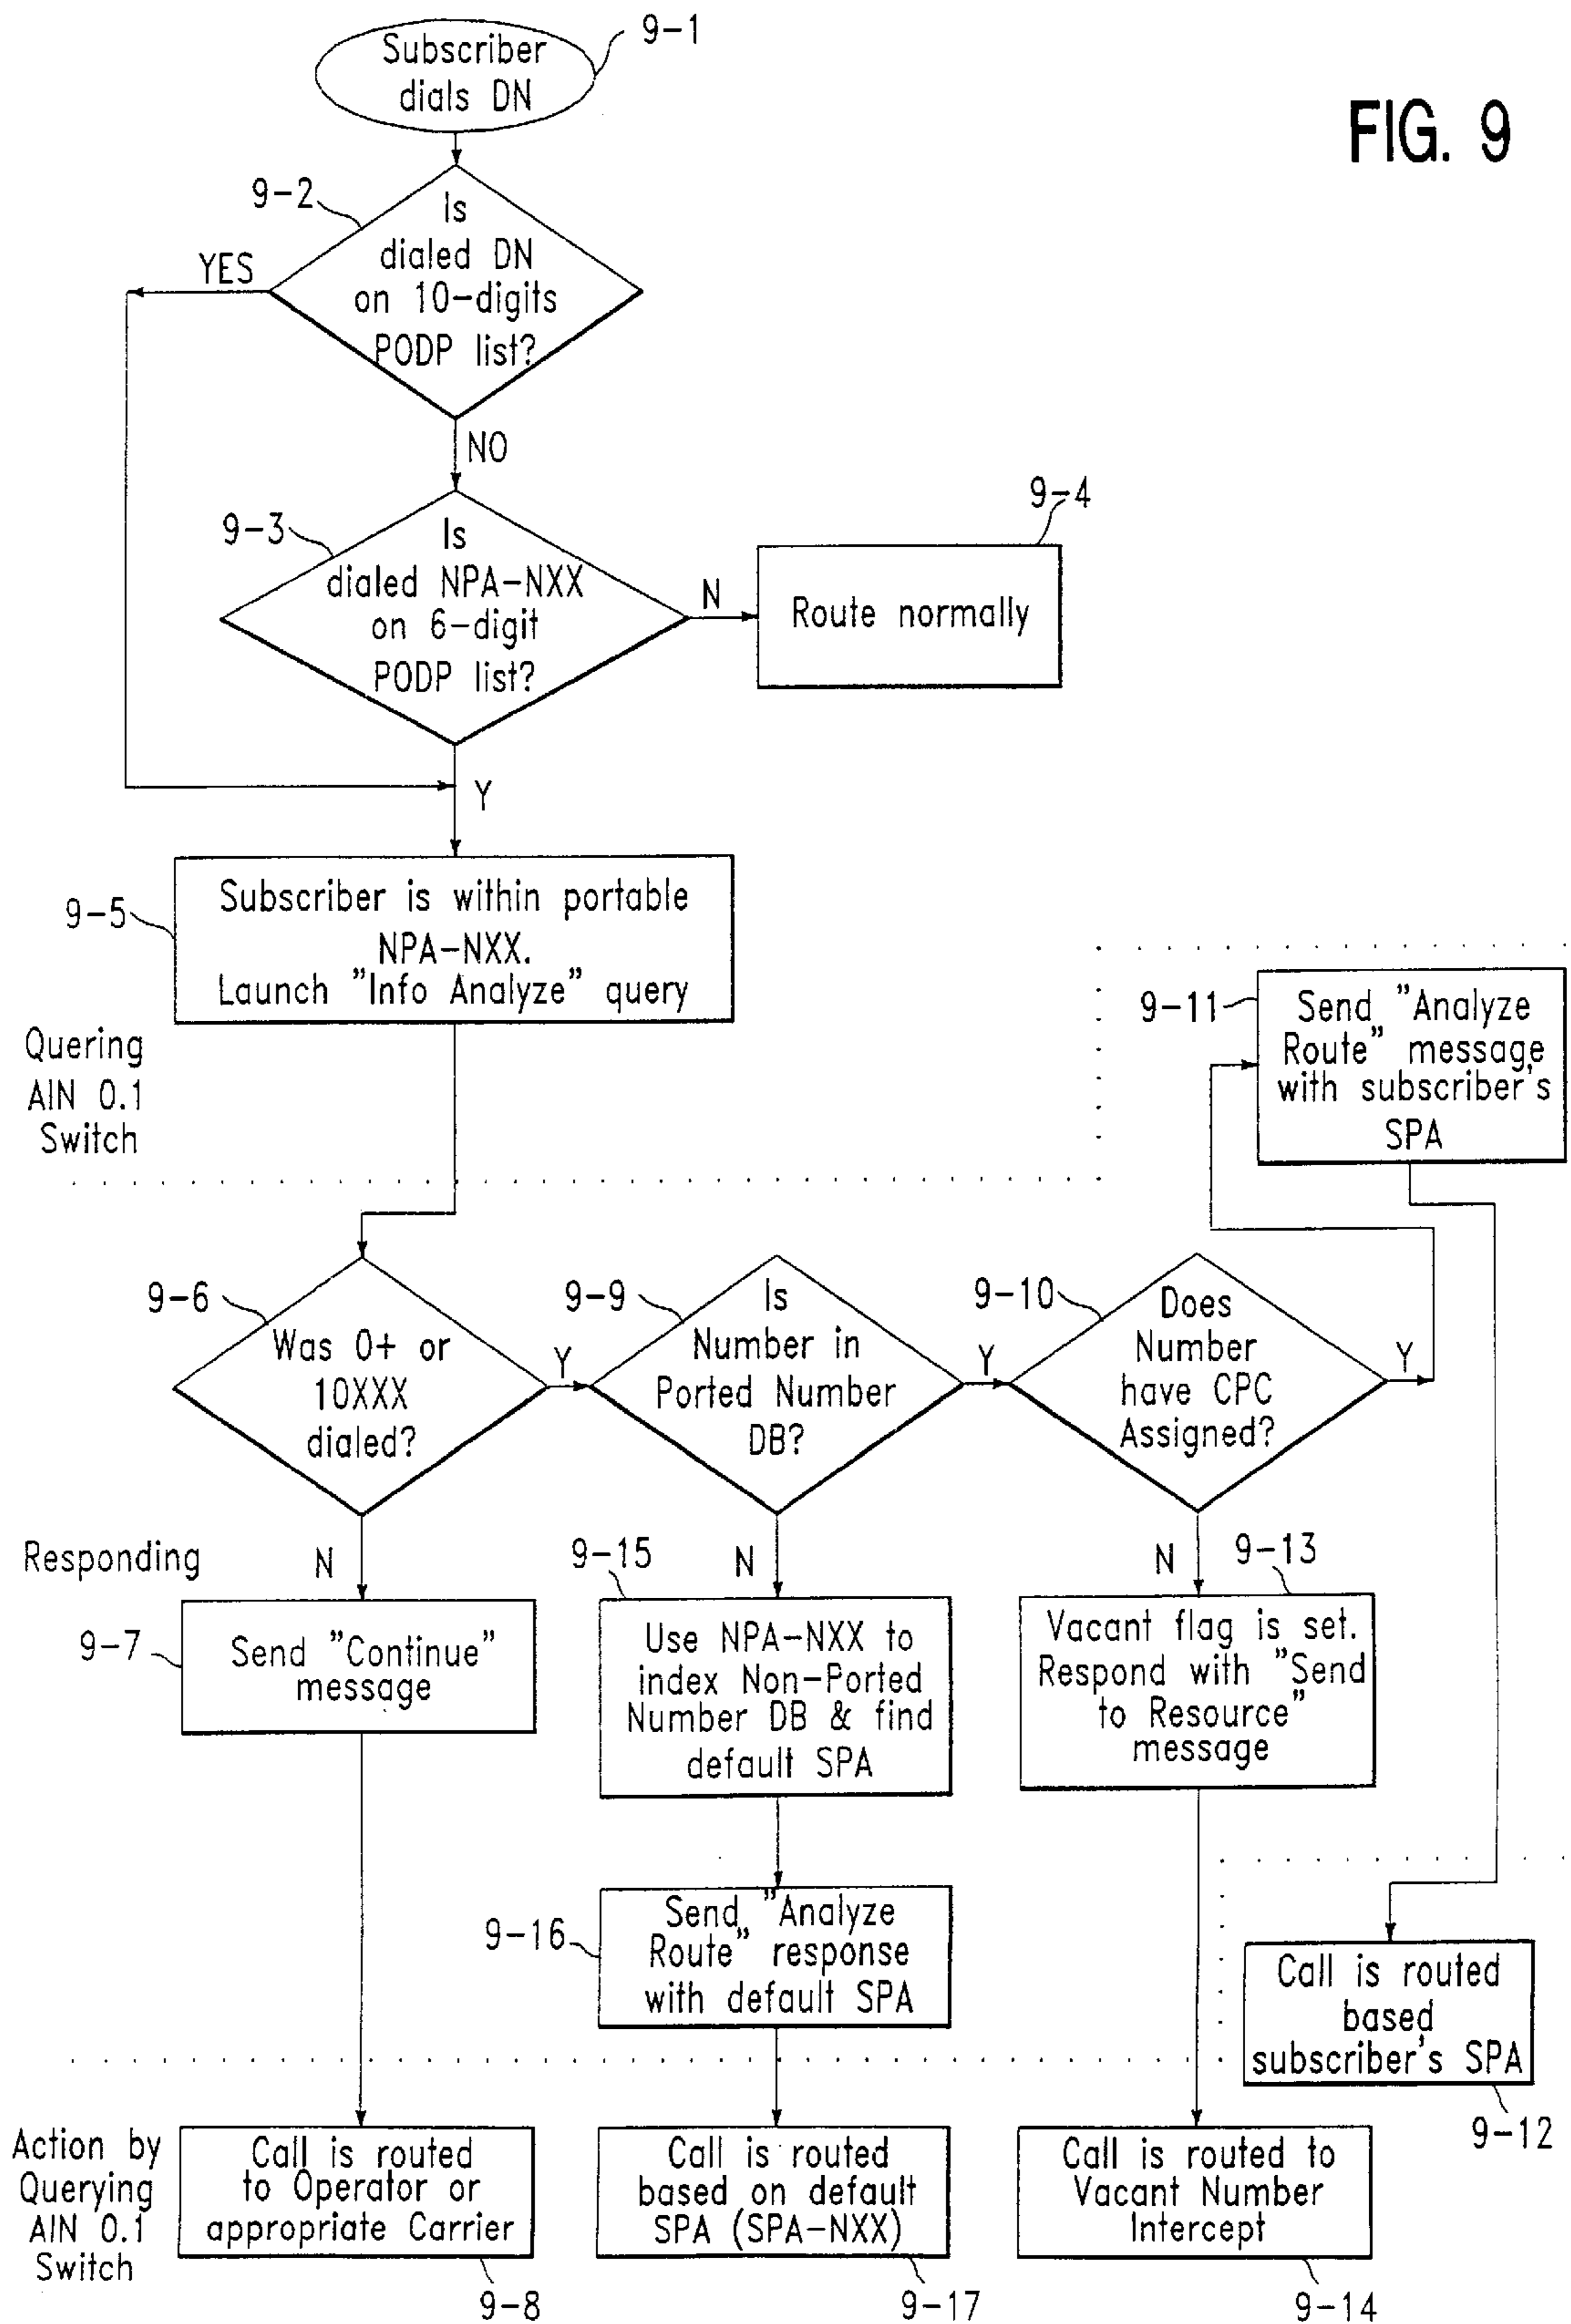 FIG. 9
9-1
Subscriber
dials DN
9-2
Is
dialed DN
on 10-digits
PODP list?
YES
NO
9-3
Is
dialed NPA-NXX
on 6-digit
PODP list?
N
9-4
Route normally
Y
9-5
Subscriber is within portable
NPA-NXX.
Launch "Info Analyze" query
Quering
AIN 0.1
Switch
9-11
Send "Analyze
Route" message
with subscriber's
SPA
9-6
Was 0+ or
10XXX
dialed?
Y
9-9
Is
Number in
Ported Number
DB?
Y
9-10
Does
Number
have CPC
Assigned?
Y
Responding
N
9-7
Send "Continue"
message
9-15
N
Use NPA-NXX to
index Non-Ported
Number DB & find
default SPA
N
9-13
Vacant flag is set.
Respond with "Send
to Resource"
message
9-16
Send "Analyze
Route" response
with default SPA
Call is routed
based
subscriber's SPA
9-12
Action by
Querying
AIN 0.1
Switch
Call is routed
to Operator or
appropriate Carrier
9-8
Call is routed
based on default
SPA (SPA-NXX)
9-17
Call is routed to
Vacant Number
Intercept
9-14